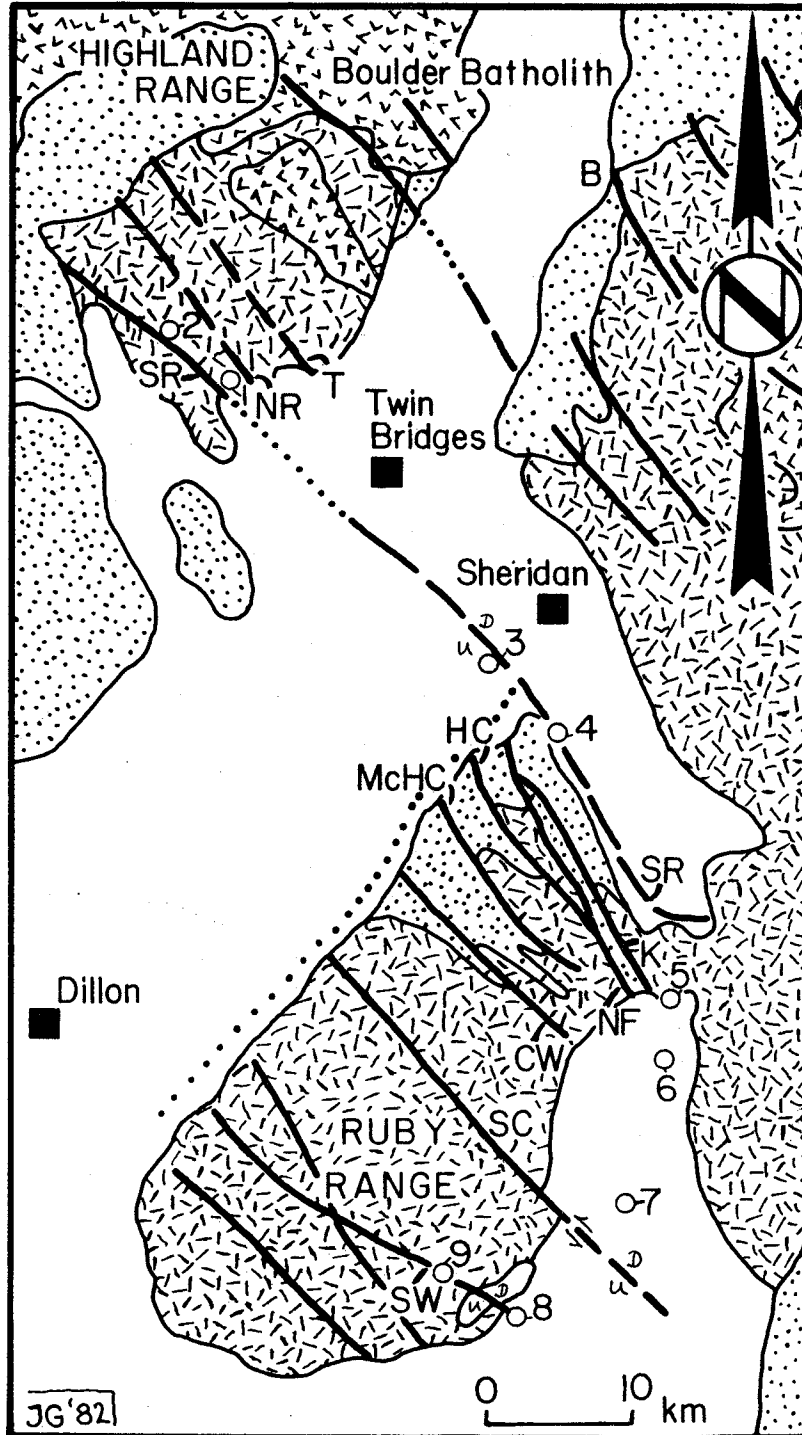 HIGHLAND
RANGE
Boulder Batholith
B
N
2
SR
1
NR
T
Twin
Bridges
Sheridan
D
U
3
HC
4
McHC
SR
K
5
Dillon
NF
CW
6
SC
RUBY
RANGE
7
D
U
9
SW
U
D
8
0 10
km
JG'82